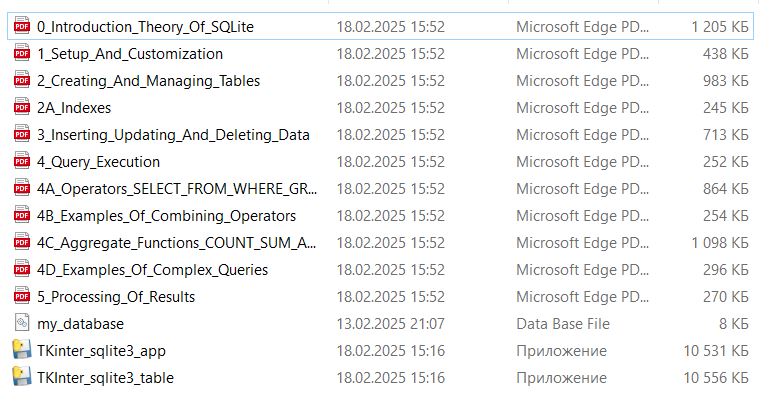 0_Introduction_Theory_Of_SQLite 18.02.2025 15:52 Microsoft Edge PD... 1 205 КБ
1_Setup_And_Customization 18.02.2025 15:52 Microsoft Edge PD... 438 КБ
2_Creating_And_Managing_Tables 18.02.2025 15:52 Microsoft Edge PD... 983 КБ
2A_Indexes 18.02.2025 15:52 Microsoft Edge PD... 245 КБ
3_Inserting_Updating_And_Deleting_Data 18.02.2025 15:52 Microsoft Edge PD... 713 КБ
4_Query_Execution 18.02.2025 15:52 Microsoft Edge PD... 252 КБ
4A_Operators_SELECT_FROM_WHERE_GR... 18.02.2025 15:52 Microsoft Edge PD... 864 КБ
4B_Examples_Of_Combining_Operators 18.02.2025 15:52 Microsoft Edge PD... 254 КБ
4C_Aggregate_Functions_COUNT_SUM_A... 18.02.2025 15:52 Microsoft Edge PD... 1 098 КБ
4D_Examples_Of_Complex_Queries 18.02.2025 15:52 Microsoft Edge PD... 296 КБ
5_Processing_Of_Results 18.02.2025 15:52 Microsoft Edge PD... 270 КБ
my_database 13.02.2025 21:07 Data Base File 8 КБ
TKinter_sqlite3_app 18.02.2025 15:16 Приложение 10 531 КБ
TKInter_sqlite3_table 18.02.2025 15:16 Приложение 10 556 КБ